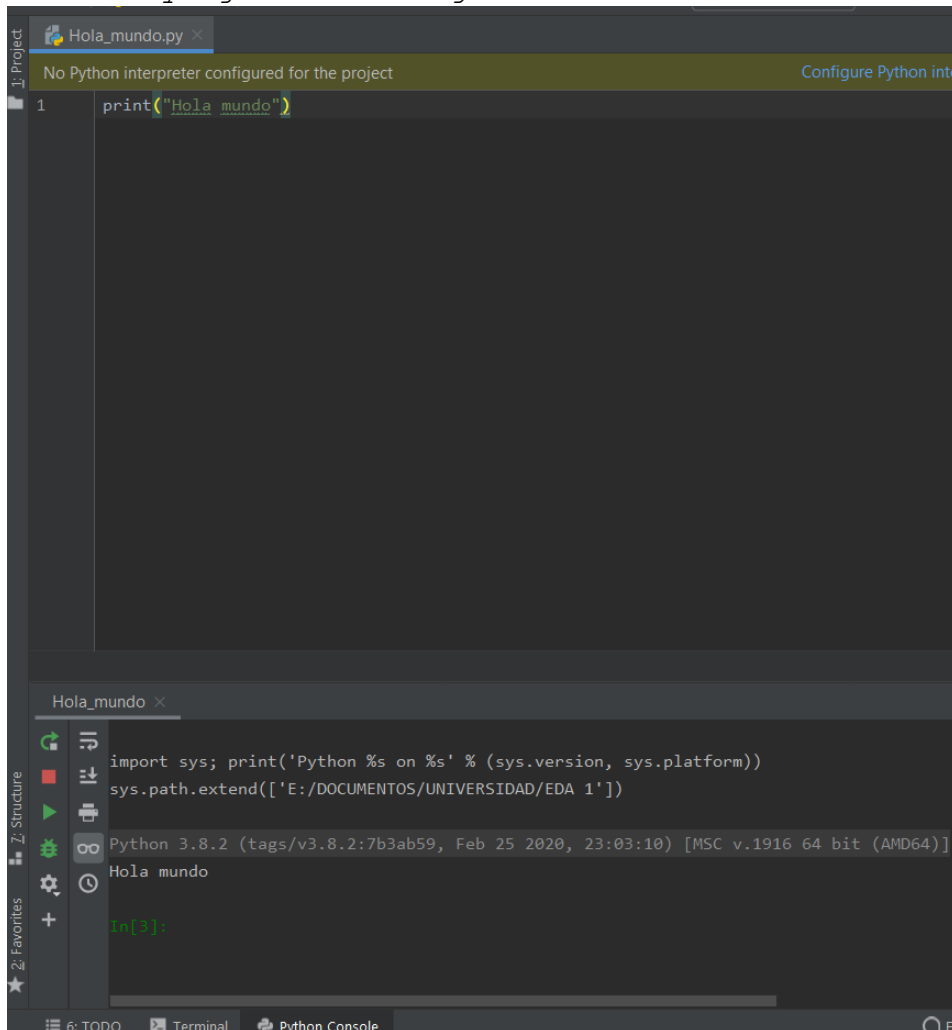 Hola_mundo.py
1: Project
No Python interpreter configured for the project
Configure Python inte
1
print("Hola mundo")
Hola_mundo
import sys; print('Python %s on %s' % (sys.version, sys.platform))
sys.path.extend(['E:/DOCUMENTOS/UNIVERSIDAD/EDA 1'])
7: Structure
Python 3.8.2 (tags/v3.8.2:7b3ab59, Feb 25 2020, 23:03:10) [MSC v.1916 64 bit (AMD64)]
Hola mundo
In[3]:
2: Favorites
6: TODO
Terminal
Python Console